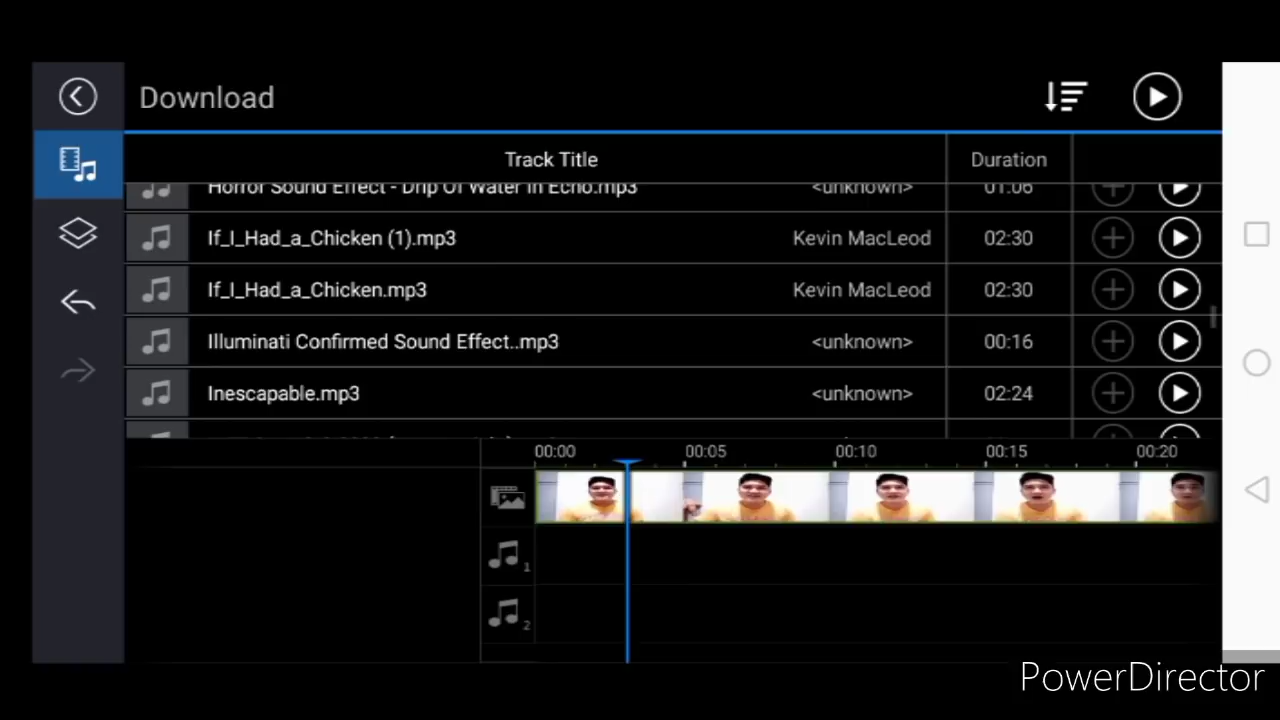 Download
Track Title Duration
Horror Sound Effect - Drip Of Water In Echo.mp3 <unknown> 01:06
If_I_Had_a_Chicken (1).mp3 Kevin MacLeod 02:30
If_I_Had_a_Chicken.mp3 Kevin MacLeod 02:30
Illuminati Confirmed Sound Effect..mp3 <unknown> 00:16
Inescapable.mp3 <unknown> 02:24
00:00 00:05 00:10 00:15 00:20
1
2
PowerDirector